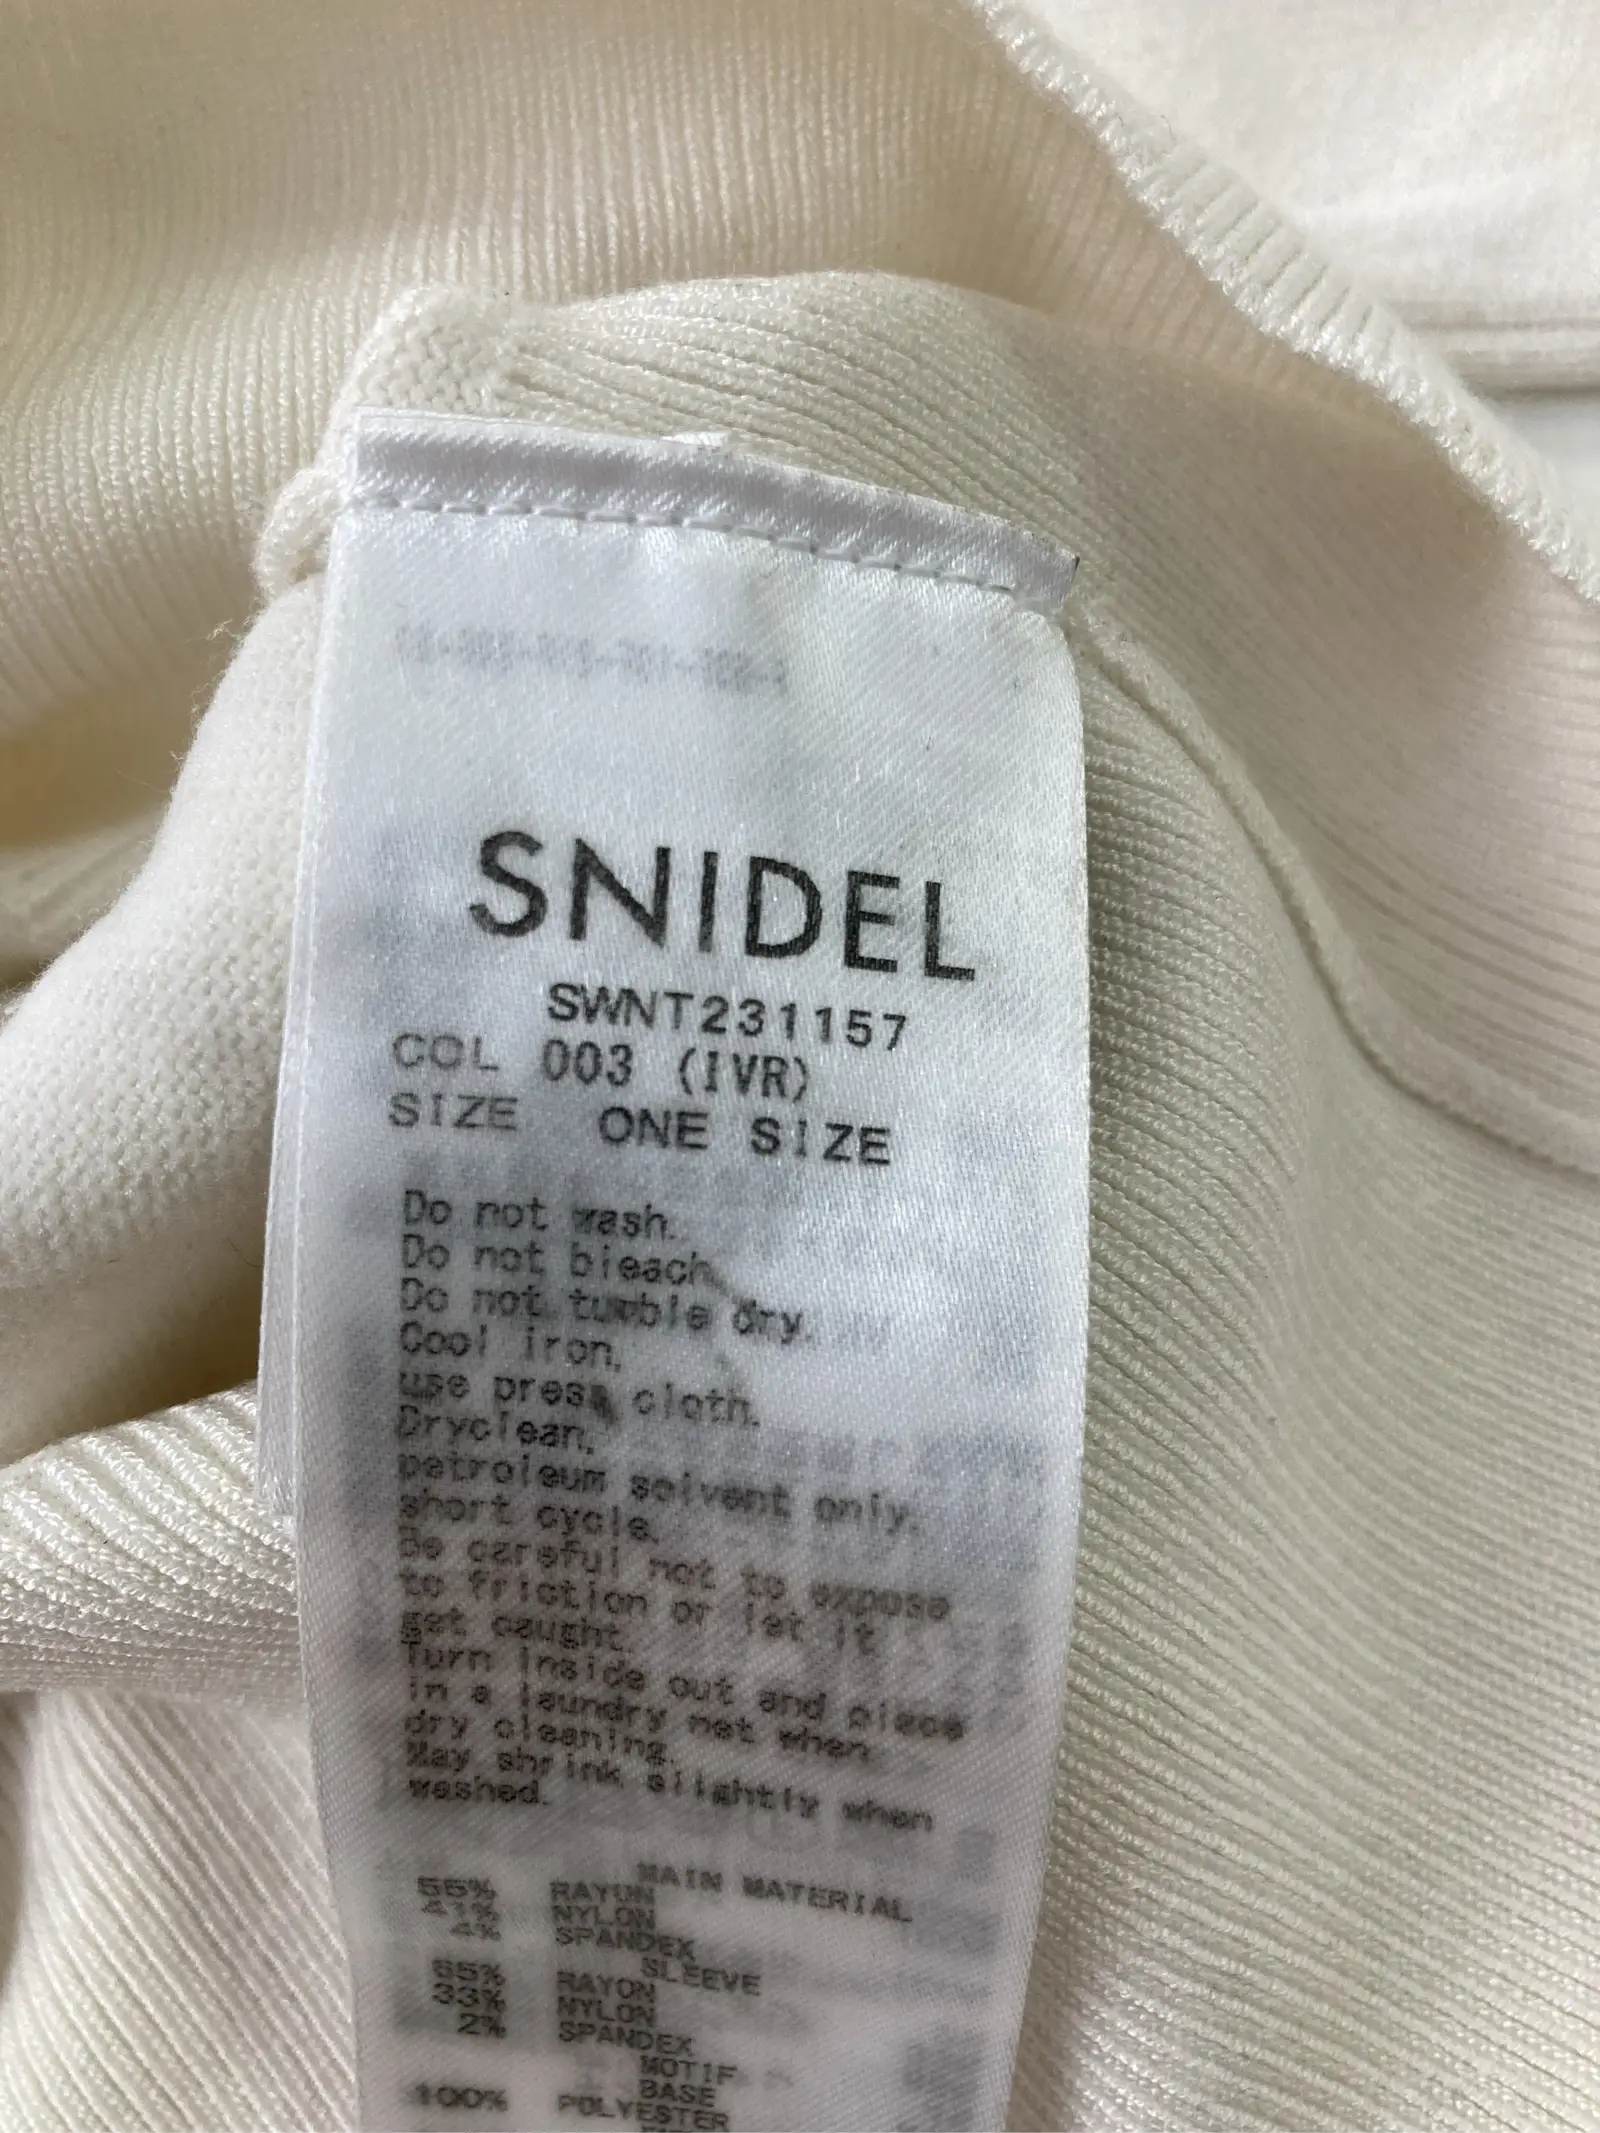 SNIDEL
SWNT231157
COL 003 (IVR)
SIZE ONE SIZE
Do not wash.
Do not bleach.
Do not tumble dry.
Cool iron.
use press cloth.
Dryclean.
petroleum solvent only.
short cycle.
Be careful not to expose
to friction or let it
get caught.
Turn inside out and place
in a laundry net when
dry cleaning.
May shrink slightly when
washed.
MAIN MATERIAL
55% RAYON
41% NYLON
4% SPANDEX
SLEEVE
65% RAYON
33% NYLON
2% SPANDEX
MOTIF
BASE
100% POLYESTER